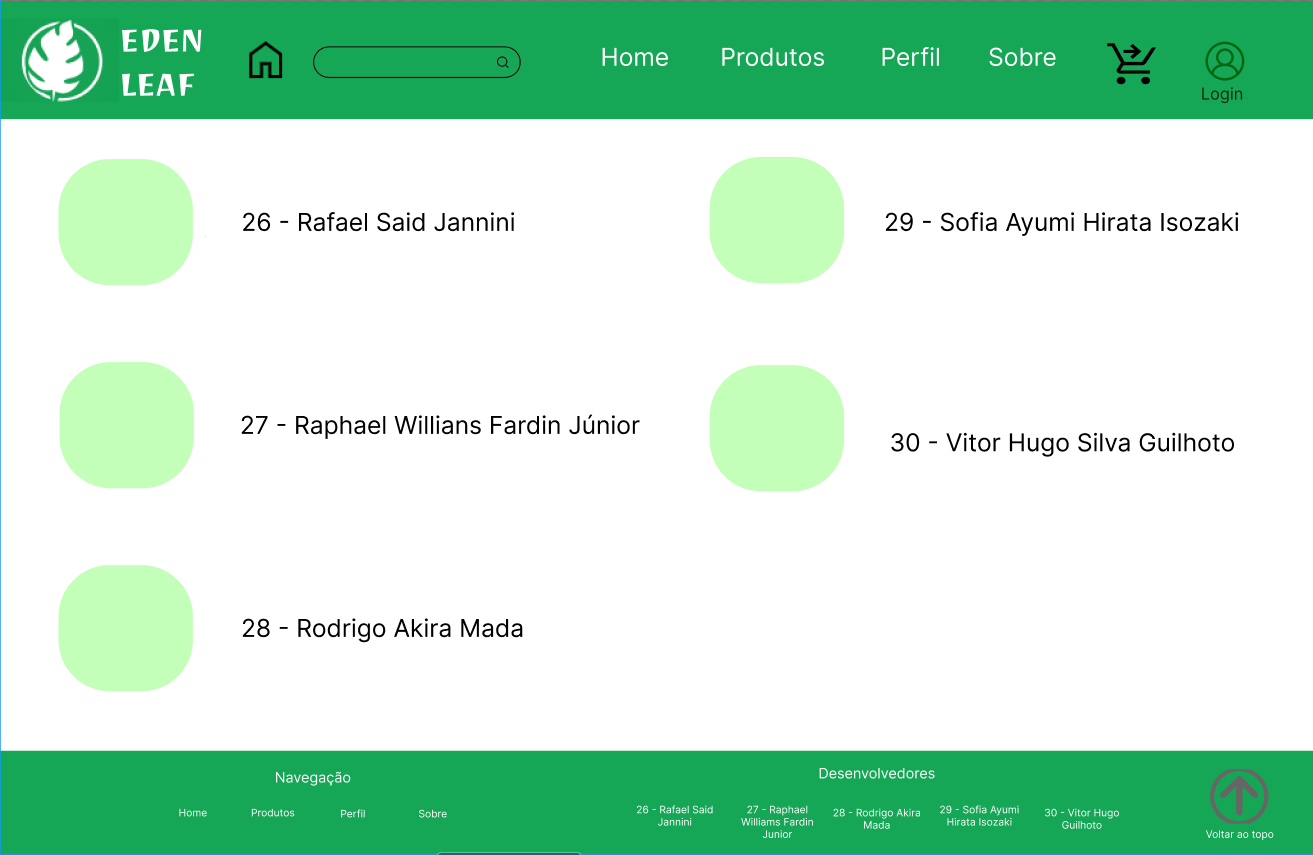 EDEN
LEAF
Home
Produtos
Perfil
Sobre
Login
26 - Rafael Said Jannini
29 - Sofia Ayumi Hirata Isozaki
27 - Raphael Willians Fardin Júnior
30 - Vitor Hugo Silva Guilhoto
28 - Rodrigo Akira Mada
Navegação
Home
Produtos
Perfil
Sobre
Desenvolvedores
26 - Rafael Said
Jannini
27 - Raphael
Williams Fardin
Junior
28 - Rodrigo Akira
Mada
29 - Sofia Ayumi
Hirata Isozaki
30 - Vitor Hugo
Guilhoto
Voltar ao topo